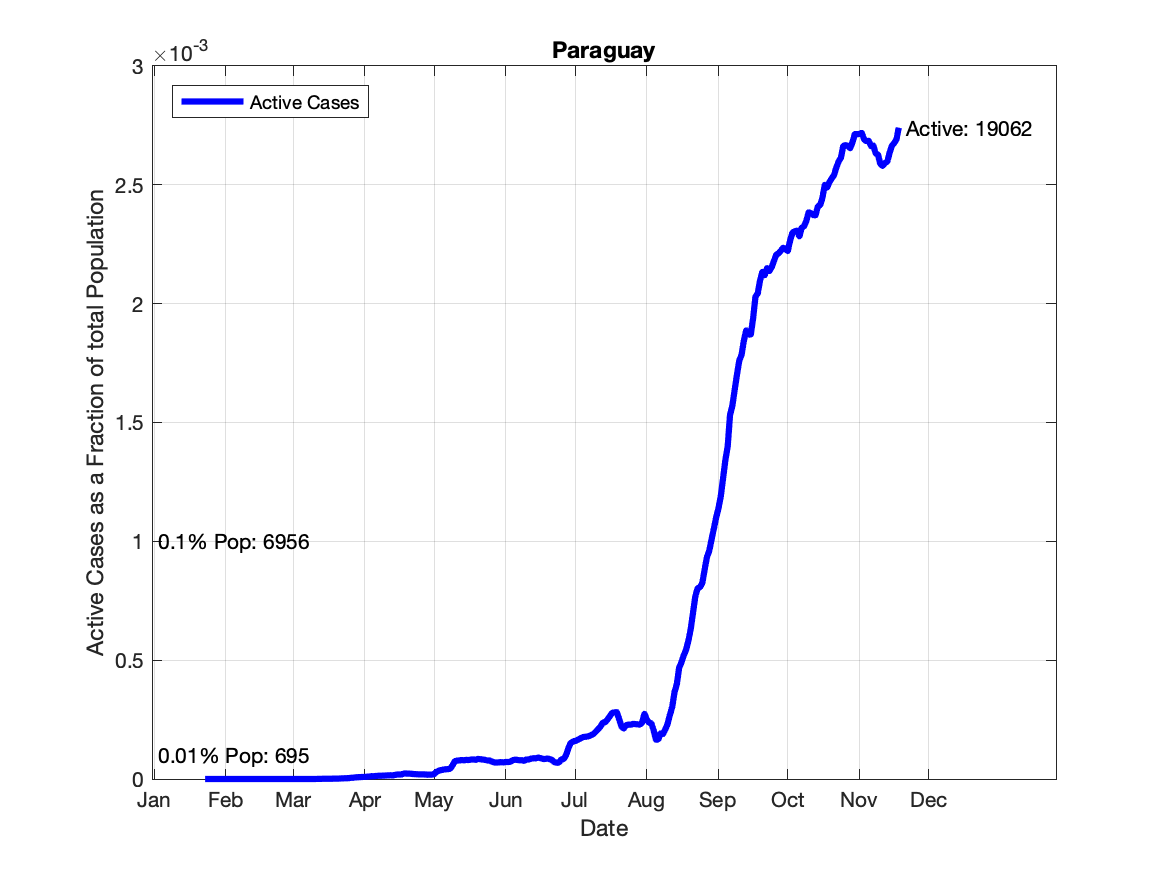 Paraguay
×10-3
3
2.5
2
1.5
1
0.5
0
Active Cases as a Fraction of total Population
Active Cases
Active: 19062
0.1% Pop: 6956
0.01% Pop: 695
Jan Feb Mar Apr May Jun Jul Aug Sep Oct Nov Dec
Date